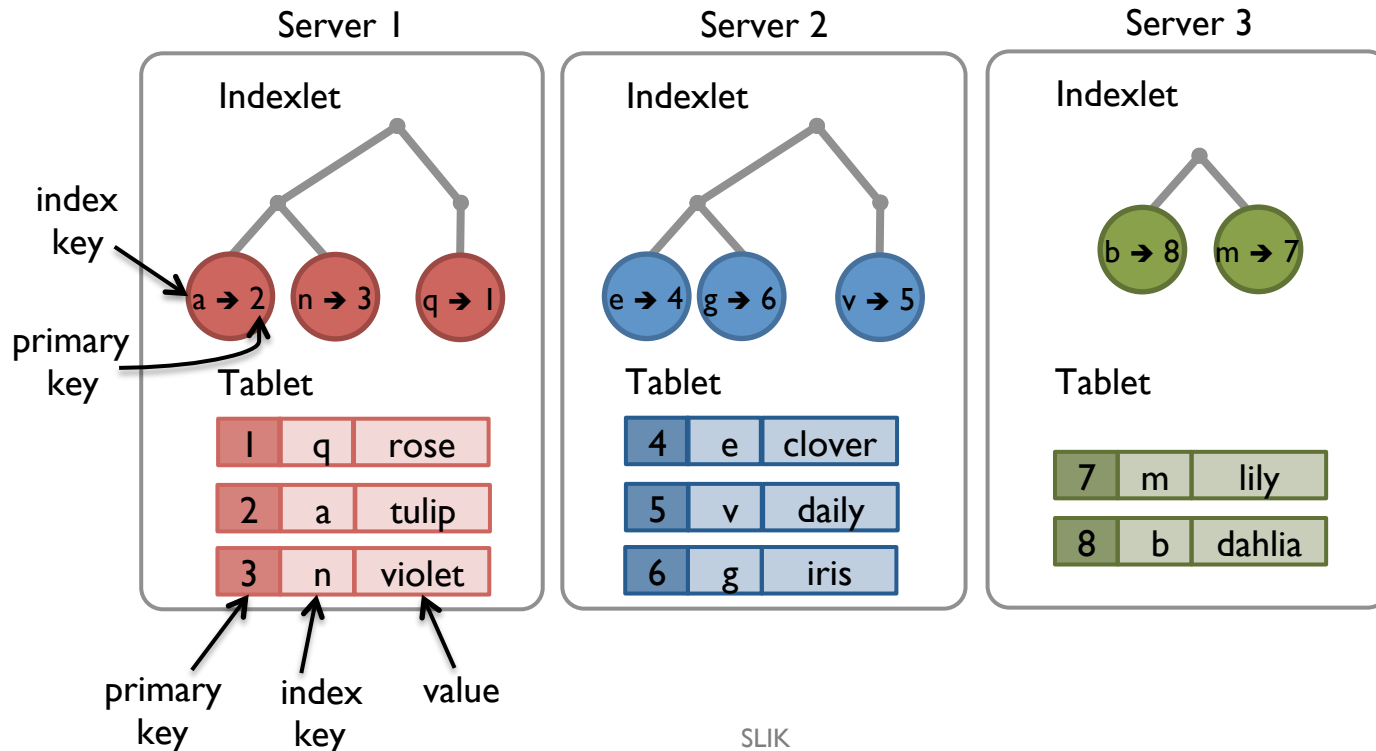 Server 1
Server 2
Server 3
Indexlet
Indexlet
Indexlet
index
key
primary
key
a ➔ 2
n ➔ 3
q ➔ 1
e ➔ 4
g ➔ 6
v ➔ 5
b ➔ 8
m ➔ 7
Tablet
1 q rose
2 a tulip
3 n violet
Tablet
4 e clover
5 v daily
6 g iris
Tablet
7 m lily
8 b dahlia
primary
key
index
key
value
SLIK